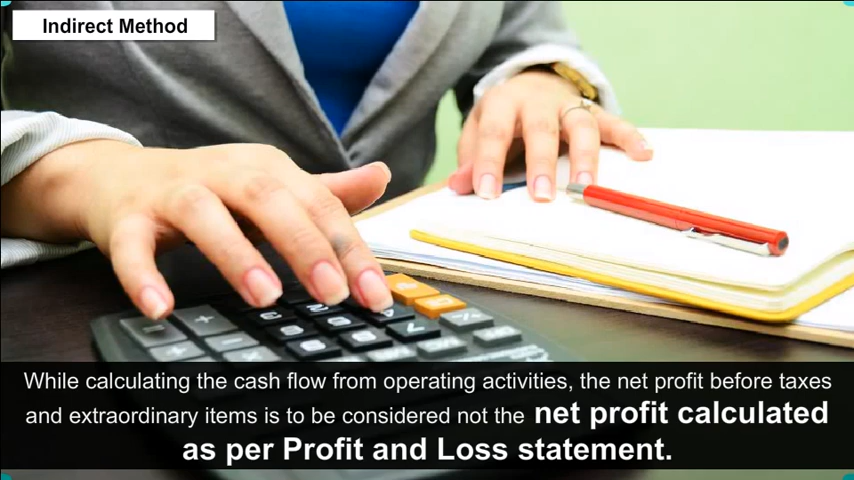 Indirect Method
While calculating the cash flow from operating activities, the net profit before taxes
and extraordinary items is to be considered not the net profit calculated
as per Profit and Loss statement.